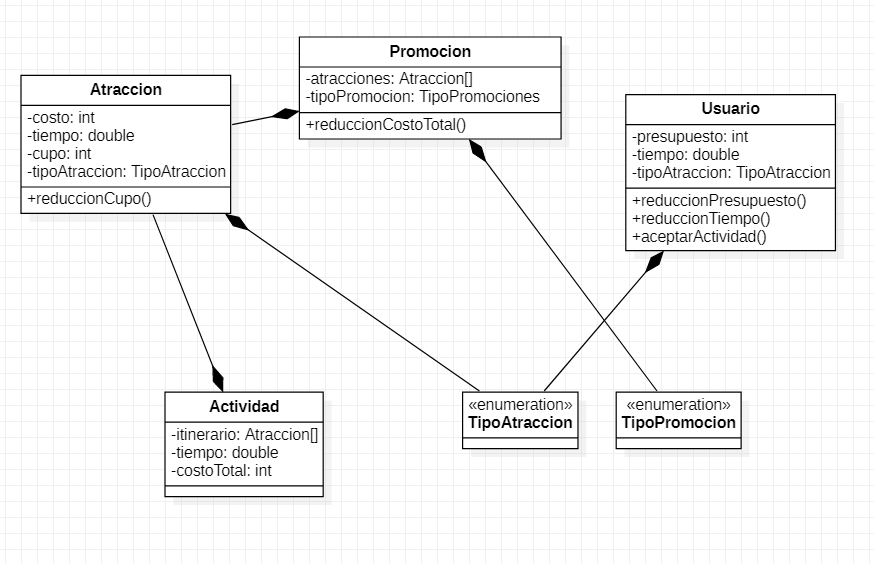 Promocion
-atracciones: Atraccion[]
-tipoPromocion: TipoPromociones
+reduccionCostoTotal()
Atraccion
-costo: int
-tiempo: double
-cupo: int
-tipoAtraccion: TipoAtraccion
+reduccionCupo()
Usuario
-presupuesto: int
-tiempo: double
-tipoAtraccion: TipoAtraccion
+reduccionPresupuesto()
+reduccionTiempo()
+aceptarActividad()
Actividad
-itinerario: Atraccion[]
-tiempo: double
-costoTotal: int
«enumeration»
TipoAtraccion
«enumeration»
TipoPromocion